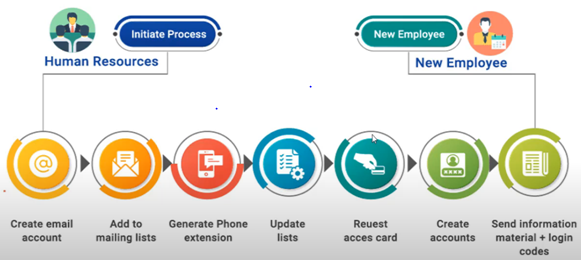 Initiate Process
Human Resources
New Employee
New Employee
Create email
account
Add to
mailing lists
Generate Phone
extension
Update
lists
Reuest
acces card
Create
accounts
Send information
material + login
codes